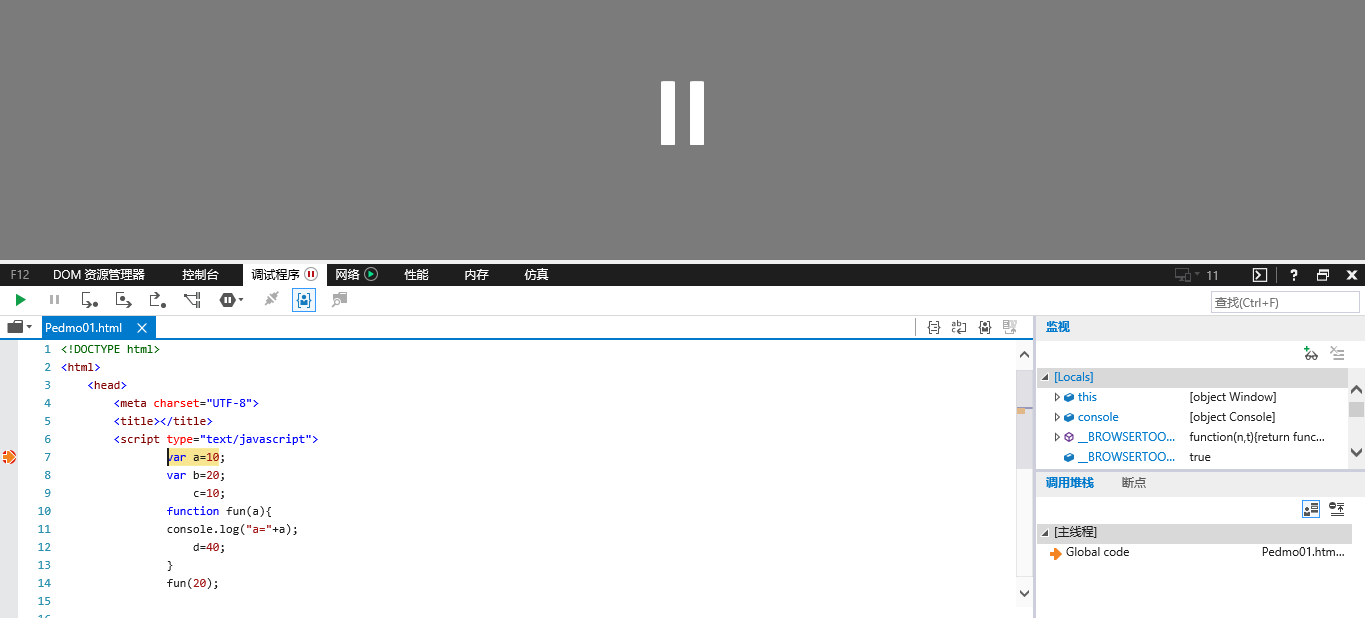 F12 DOM 资源管理器 控制台 调试程序 网络 性能 内存 仿真 11 ?
查找(Ctrl+F)
Pedmo01.html
1 <!DOCTYPE html>
2 <html>
3 <head>
4 <meta charset="UTF-8">
5 <title></title>
6 <script type="text/javascript">
7 var a=10;
8 var b=20;
9 c=10;
10 function fun(a){
11 console.log("a="+a);
12 d=40;
13 }
14 fun(20);
15
16
监视
[Locals]
this [object Window]
console [object Console]
__BROWSERTOO... function(n,t){return func...
__BROWSERTOO... true
调用堆栈 断点
[主线程]
Global code Pedmo01.htm...